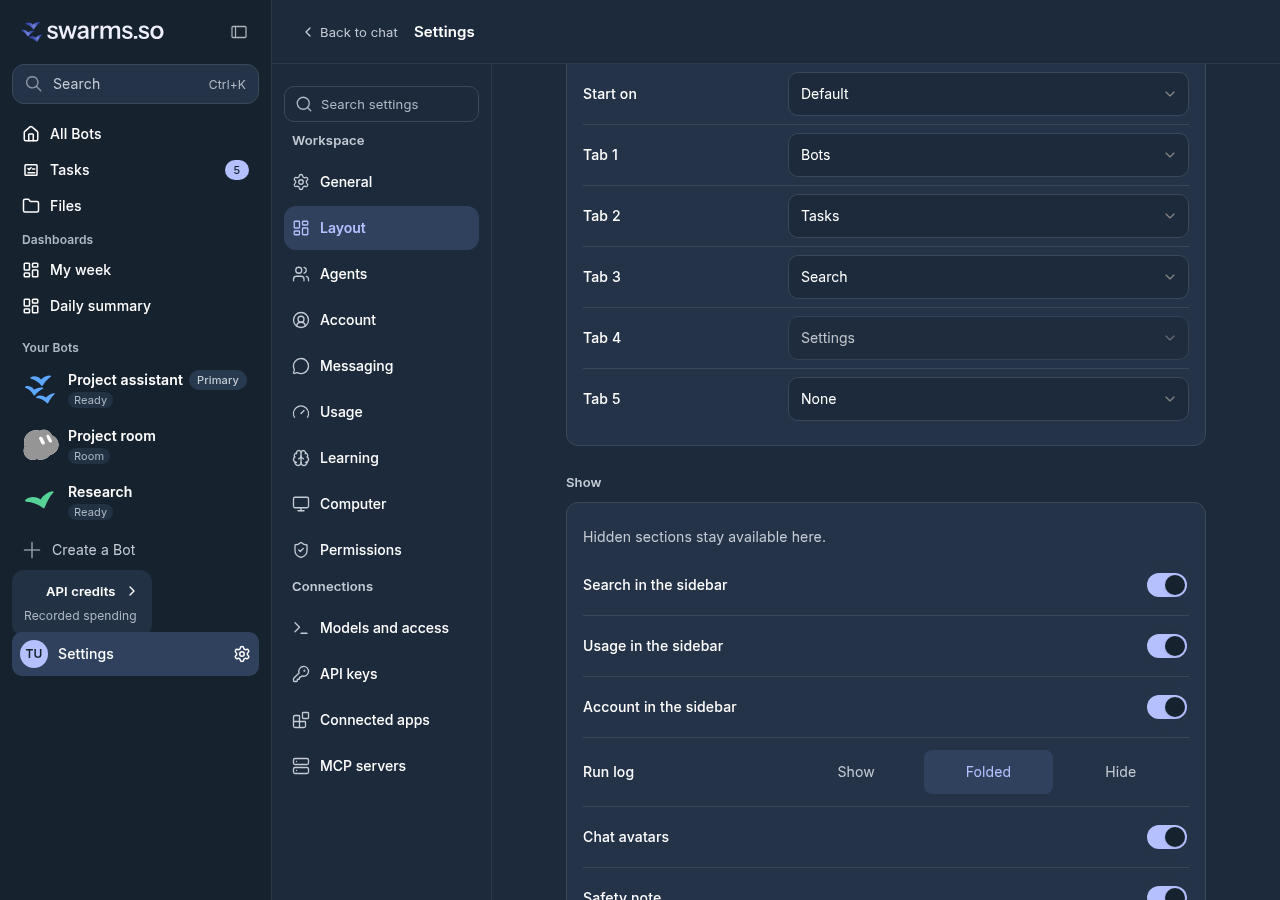 swarms.so
Search Ctrl+K
All Bots
Tasks 5
Files
Dashboards
My week
Daily summary
Your Bots
Project assistant Primary
Ready
Project room
Room
Research
Ready
Create a Bot
API credits
Recorded spending
TU Settings
Back to chat Settings
Search settings
Workspace
General
Layout
Agents
Account
Messaging
Usage
Learning
Computer
Permissions
Connections
Models and access
API keys
Connected apps
MCP servers
Start on Default
Tab 1 Bots
Tab 2 Tasks
Tab 3 Search
Tab 4 Settings
Tab 5 None
Show
Hidden sections stay available here.
Search in the sidebar
Usage in the sidebar
Account in the sidebar
Run log Show Folded Hide
Chat avatars
Safety note